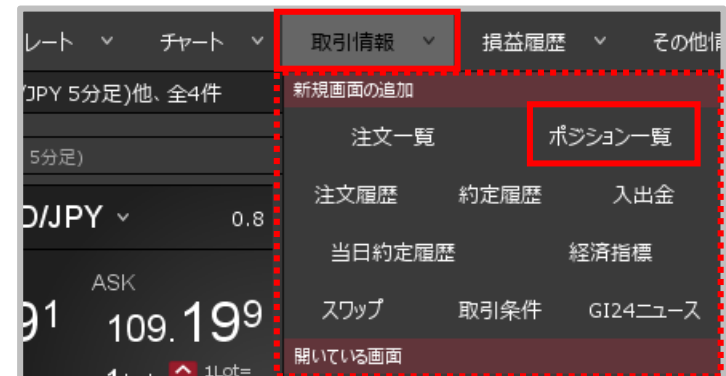 レート チャート 取引情報 損益履歴 その他情
/JPY 5分足)他、全4件 新規画面の追加
注文一覧 ポジション一覧
5分足)
注文履歴 約定履歴 入出金
D/JPY 0.8
当日約定履歴 経済指標
ASK
91 109.199
スワップ 取引条件 GI24ニュース
開いている画面
1Lot=